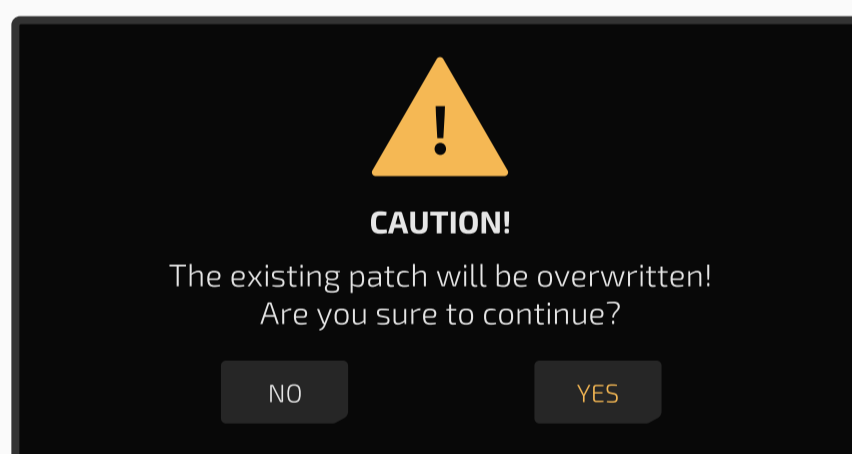 !
CAUTION!
The existing patch will be overwritten!
Are you sure to continue?
NO
YES